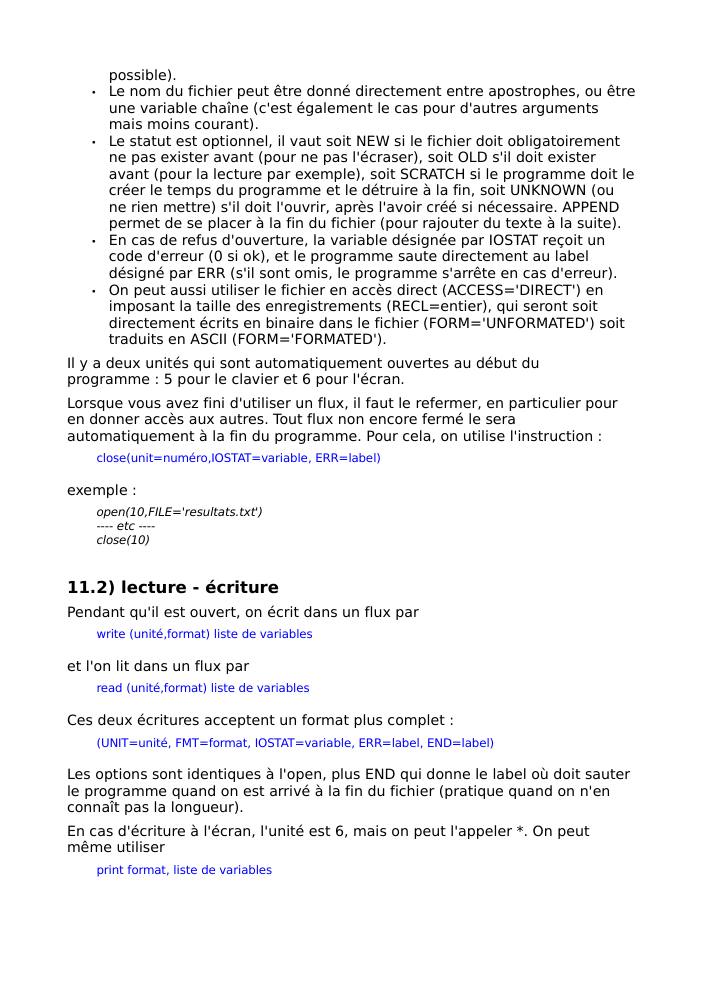 possible).
• Le nom du fichier peut être donné directement entre apostrophes, ou être
une variable chaîne (c'est également le cas pour d'autres arguments
mais moins courant).
• Le statut est optionnel, il vaut soit NEW si le fichier doit obligatoirement
ne pas exister avant (pour ne pas l'écraser), soit OLD s'il doit exister
avant (pour la lecture par exemple), soit SCRATCH si le programme doit le
créer le temps du programme et le détruire à la fin, soit UNKNOWN (ou
ne rien mettre) s'il doit l'ouvrir, après l'avoir créé si nécessaire. APPEND
permet de se placer à la fin du fichier (pour rajouter du texte à la suite).
• En cas de refus d'ouverture, la variable désignée par IOSTAT reçoit un
code d'erreur (0 si ok), et le programme saute directement au label
désigné par ERR (s'il sont omis, le programme s'arrête en cas d'erreur).
• On peut aussi utiliser le fichier en accès direct (ACCESS='DIRECT') en
imposant la taille des enregistrements (RECL=entier), qui seront soit
directement écrits en binaire dans le fichier (FORM='UNFORMATED') soit
traduits en ASCII (FORM='FORMATED').
Il y a deux unités qui sont automatiquement ouvertes au début du
programme : 5 pour le clavier et 6 pour l'écran.
Lorsque vous avez fini d'utiliser un flux, il faut le refermer, en particulier pour
en donner accès aux autres. Tout flux non encore fermé le sera
automatiquement à la fin du programme. Pour cela, on utilise l'instruction :
close(unit=numéro,IOSTAT=variable, ERR=label)
exemple :
open(10,FILE='resultats.txt')
---- etc ----
close(10)
11.2) lecture - écriture
Pendant qu'il est ouvert, on écrit dans un flux par
write (unité,format) liste de variables
et l'on lit dans un flux par
read (unité,format) liste de variables
Ces deux écritures acceptent un format plus complet :
(UNIT=unité, FMT=format, IOSTAT=variable, ERR=label, END=label)
Les options sont identiques à l'open, plus END qui donne le label où doit sauter
le programme quand on est arrivé à la fin du fichier (pratique quand on n'en
connaît pas la longueur).
En cas d'écriture à l'écran, l'unité est 6, mais on peut l'appeler *. On peut
même utiliser
print format, liste de variables